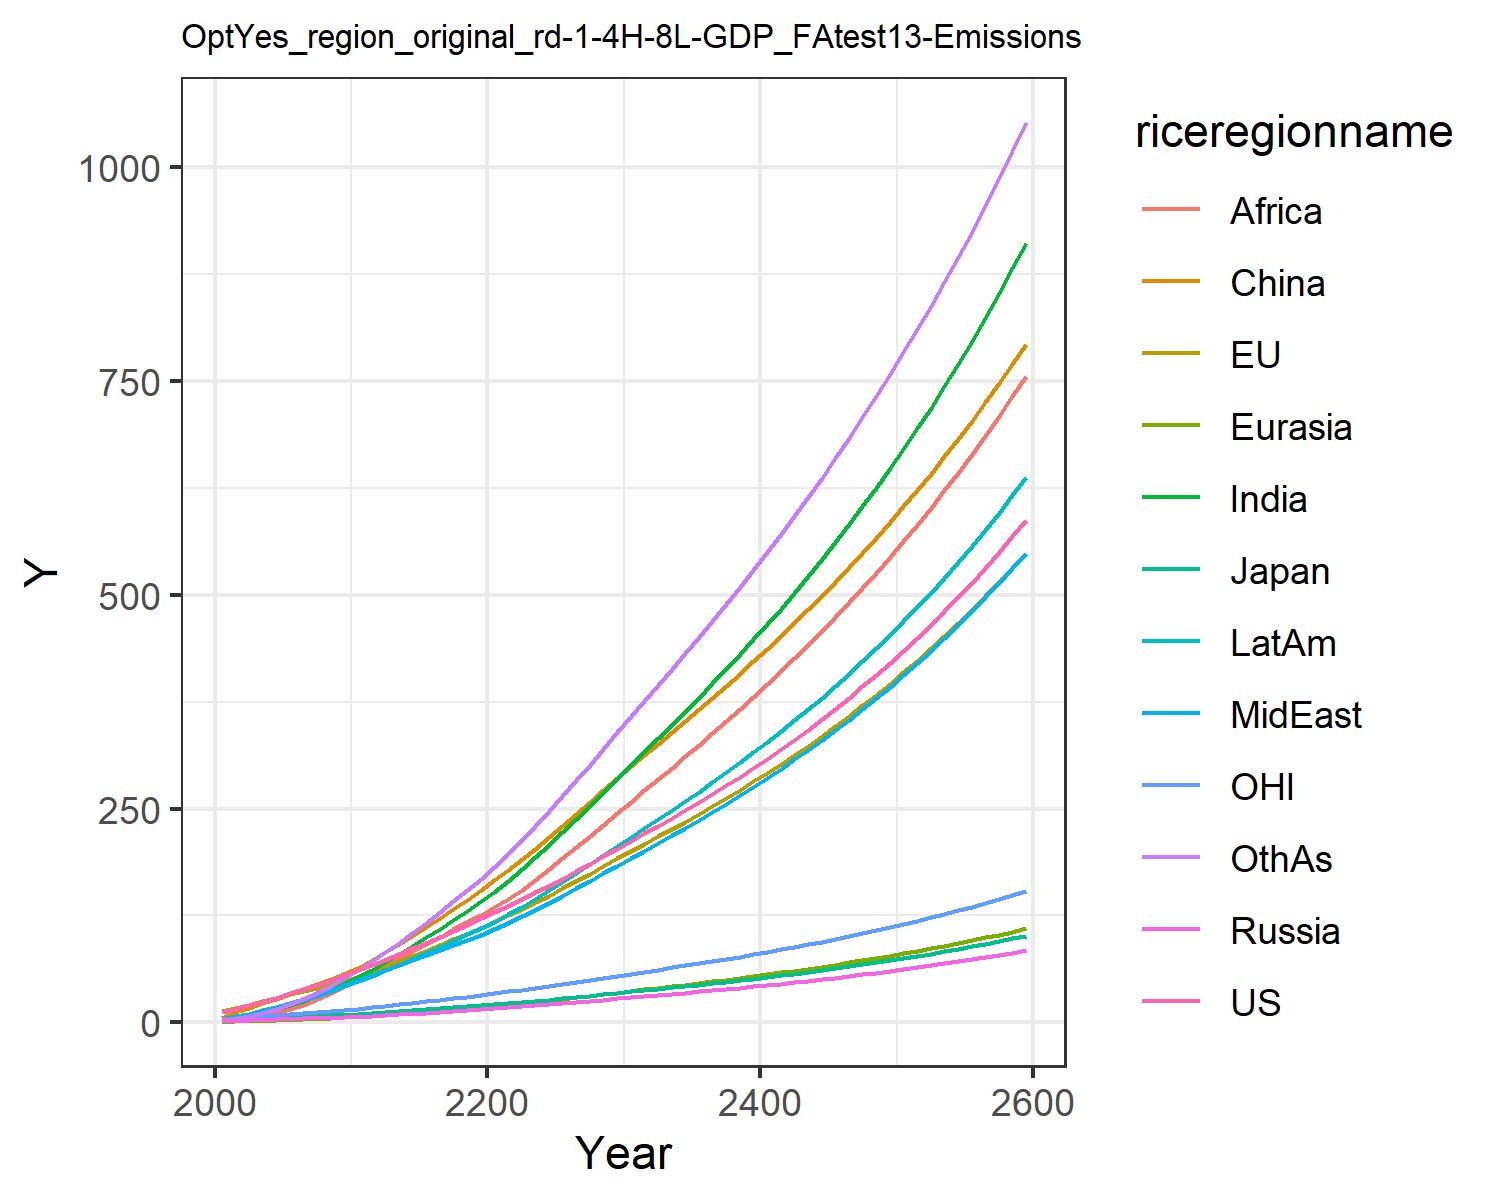 OptYes_region_original_rd-1-4H-8L-GDP_FAtest13-Emissions
1000
750
500
250
0
Y
2000 2200 2400 2600
Year
riceregionname
Africa
China
EU
Eurasia
India
Japan
LatAm
MidEast
OHI
OthAs
Russia
US